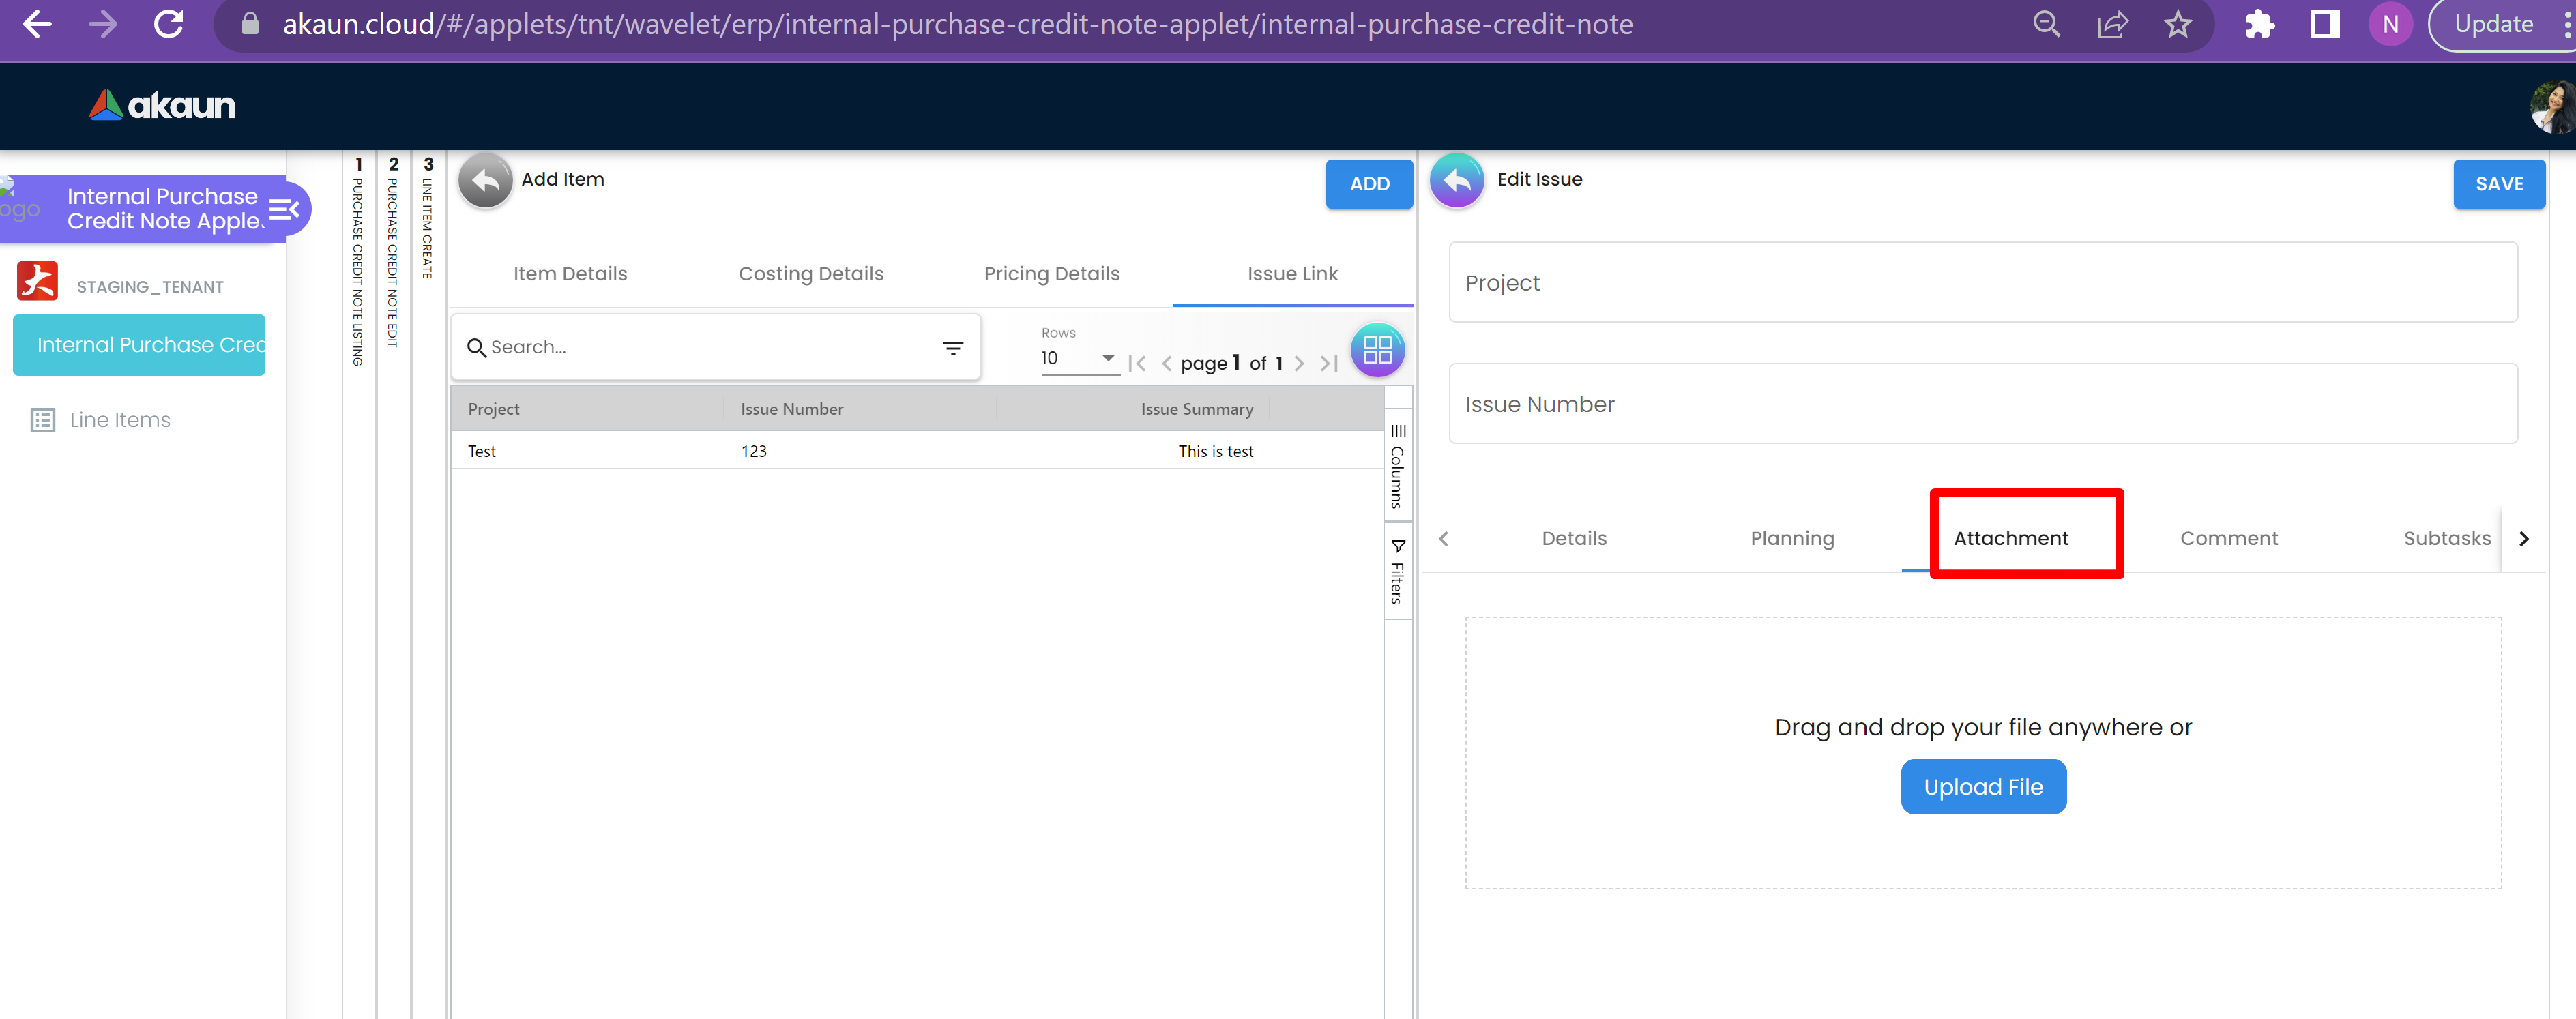 akaun.cloud/#/applets/tnt/wavelet/erp/internal-purchase-credit-note-applet/internal-purchase-credit-note
N
Update
akaun
ogo
Internal Purchase
Credit Note Apple.
STAGING_TENANT
Internal Purchase Cred
Line Items
1 PURCHASE CREDIT NOTE LISTING
2 PURCHASE CREDIT NOTE EDIT
3 LINE ITEM CREATE
Add Item
ADD
Item Details
Costing Details
Pricing Details
Issue Link
Search...
Rows
10
page 1 of 1
Project
Issue Number
Issue Summary
Test
123
This is test
Columns
Filters
Edit Issue
SAVE
Project
Issue Number
Details
Planning
Attachment
Comment
Subtasks
Drag and drop your file anywhere or
Upload File